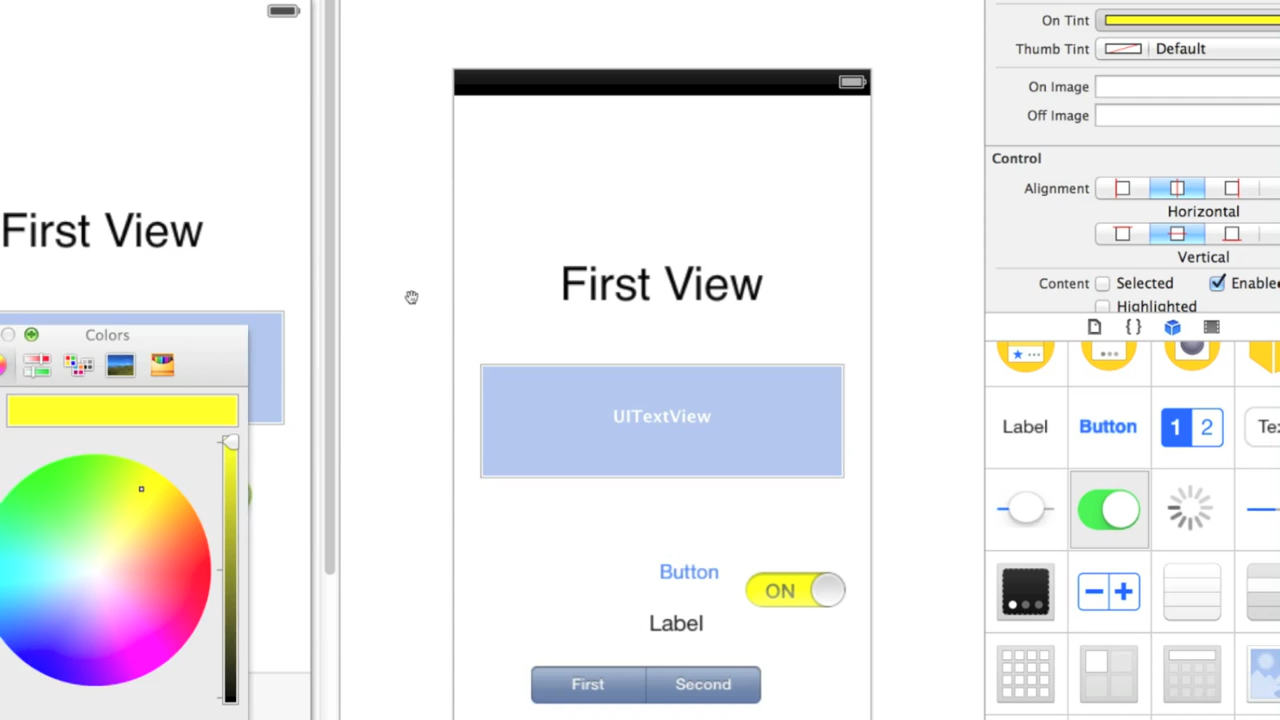 On Tint
Thumb Tint
Default
On Image
Off Image
Control
Alignment
Horizontal
Vertical
Content
Selected
Highlighted
First View
Colors
First View
UITextView
Button
ON
Label
First
Second
{ }
Label
Button
1 2